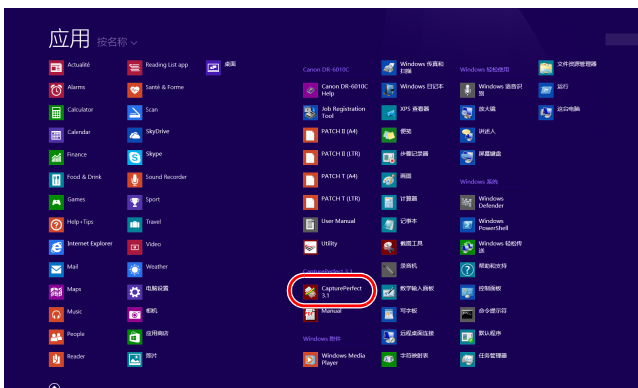 应用 按名称
Actualité
Alarms
Calculator
Calendar
Finance
Food & Drink
Games
Help+Tips
Internet Explorer
Mail
Maps
Music
People
Reader
Reading List app
Santé & Forme
Scan
SkyDrive
Skype
Sound Recorder
Sport
Travel
Video
Weather
电脑设置
相机
应用商店
照片
桌面
Canon DR-6010C
Canon DR-6010C
Help
Job Registration
Tool
PATCH II (A4)
PATCH II (LTR)
PATCH T (A4)
PATCH T (LTR)
User Manual
Utility
CapturePerfect 3.1
CapturePerfect
3.1
Manual
Windows 附件
Windows Media
Player
Windows 传真和
扫描
Windows 日记本
XPS 查看器
便笺
步骤记录器
画图
计算器
记事本
截图工具
录音机
数学输入面板
写字板
远程桌面连接
字符映射表
Windows 轻松使用
Windows 语音识
别
放大镜
讲述人
屏幕键盘
Windows 系统
Windows
Defender
Windows
PowerShell
Windows 轻松传
送
帮助和支持
控制面板
命令提示符
默认程序
任务管理器
文件资源管理器
运行
这台电脑